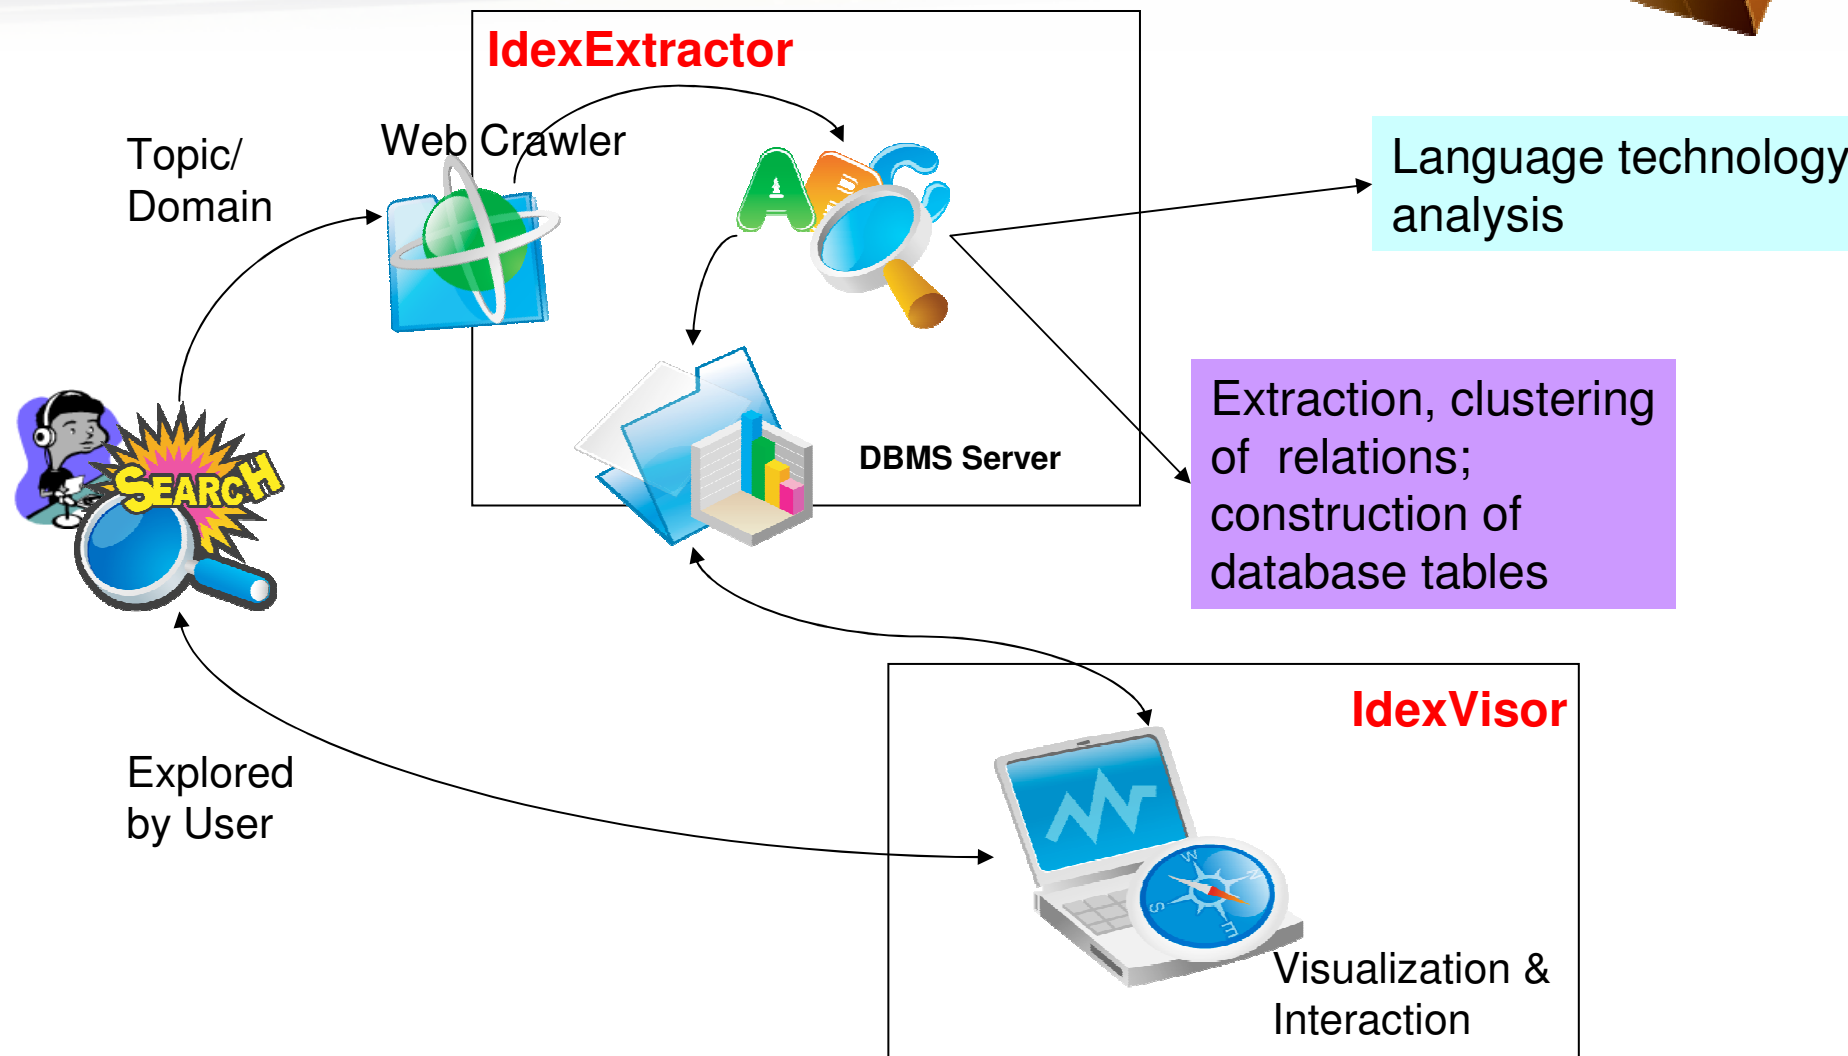 IdexExtractor
Topic/
Domain
Web Crawler
ABC
Language technology
analysis
SEARCH
DBMS Server
Extraction, clustering
of relations;
construction of
database tables
IdexVisor
Explored
by User
W
N
S
E
Visualization &
Interaction